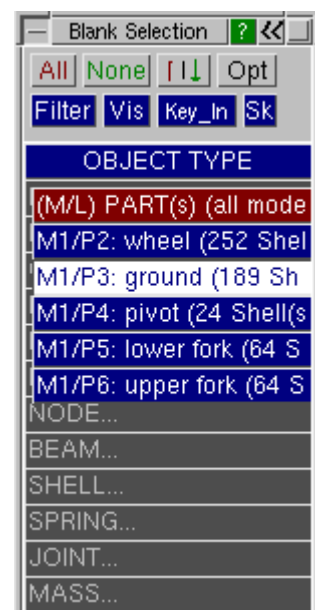 Blank Selection ? <<
All None ↓ Opt
Filter Vis Key_In Sk
OBJECT TYPE
(M/L) PART(s) (all mode
M1/P2: wheel (252 Shel
M1/P3: ground (189 Sh
M1/P4: pivot (24 Shell(s
M1/P5: lower fork (64 S
M1/P6: upper fork (64 S
NODE...
BEAM...
SHELL...
SPRING...
JOINT...
MASS...